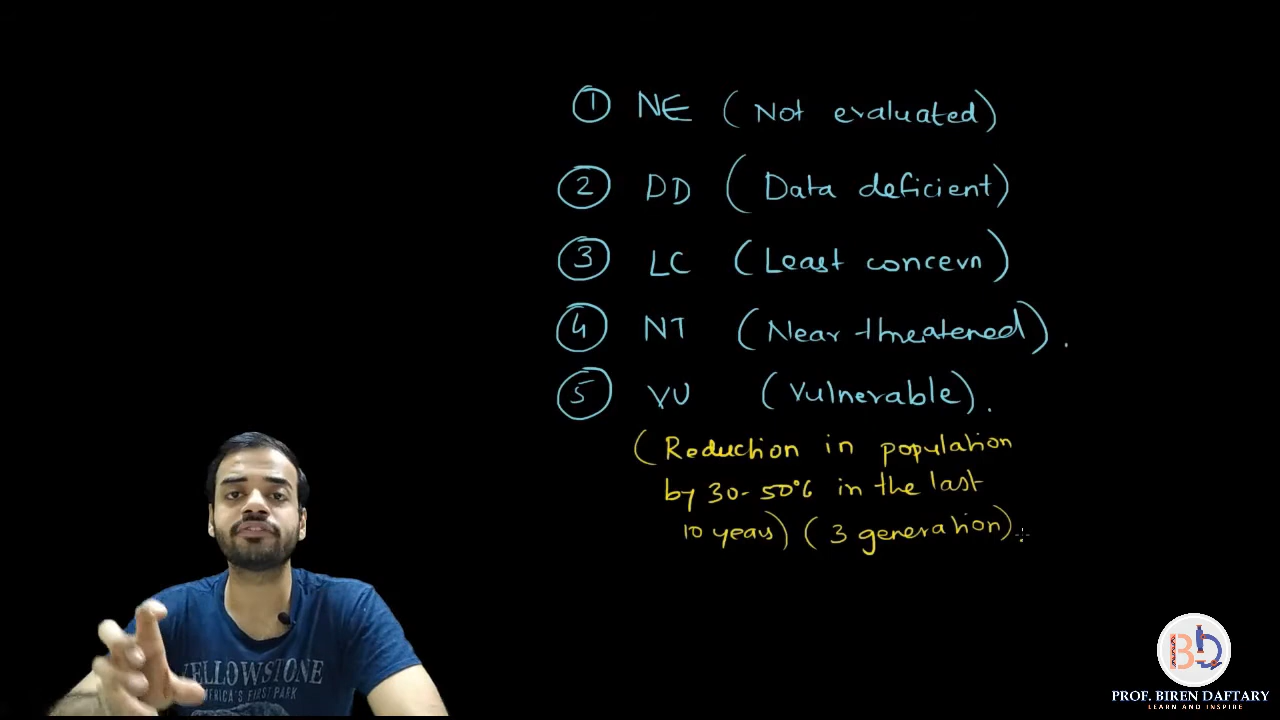 ① NE (Not evaluated)
② DD (Data deficient)
③ LC (Least concern)
④ NT (Near threatened).
⑤ VU (Vulnerable).
(Reduction in population
by 30-50% in the last
10 years) (3 generation).
YELLOWSTONE
AMERICA'S FIRST PARK
PROF. BIREN DAFTARY
LEARN AND INSPIRE